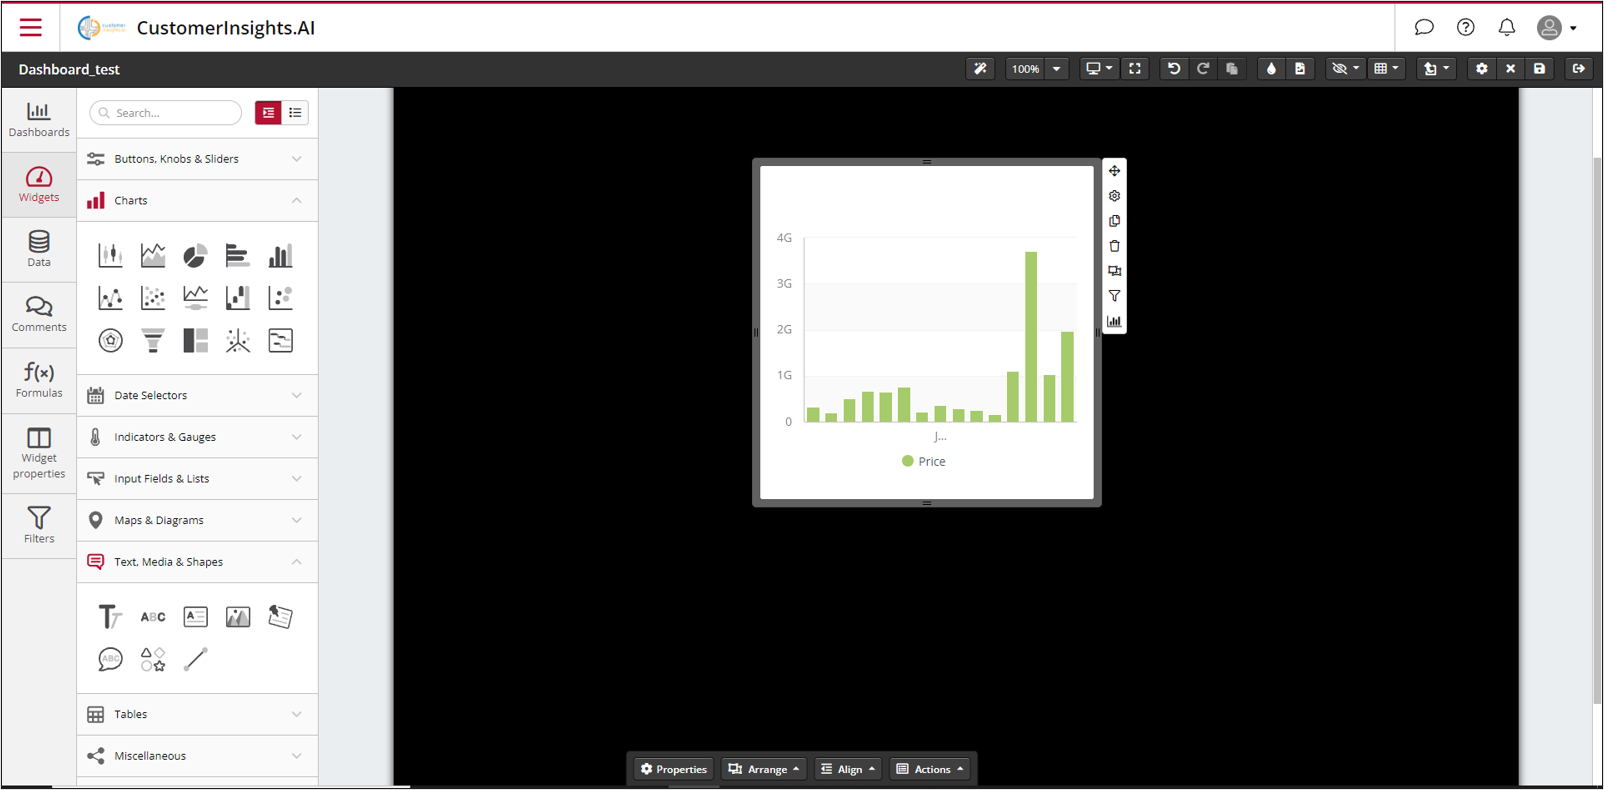 CustomerInsights.AI
Dashboard_test
100%
Dashboards
Widgets
Data
Comments
Formulas
Widget
properties
Filters
Search...
Buttons, Knobs & Sliders
Charts
Date Selectors
Indicators & Gauges
Input Fields & Lists
Maps & Diagrams
Text, Media & Shapes
ABC
A
ABC
Tables
Miscellaneous
4G
3G
2G
1G
0
J...
Price
Properties
Arrange
Align
Actions